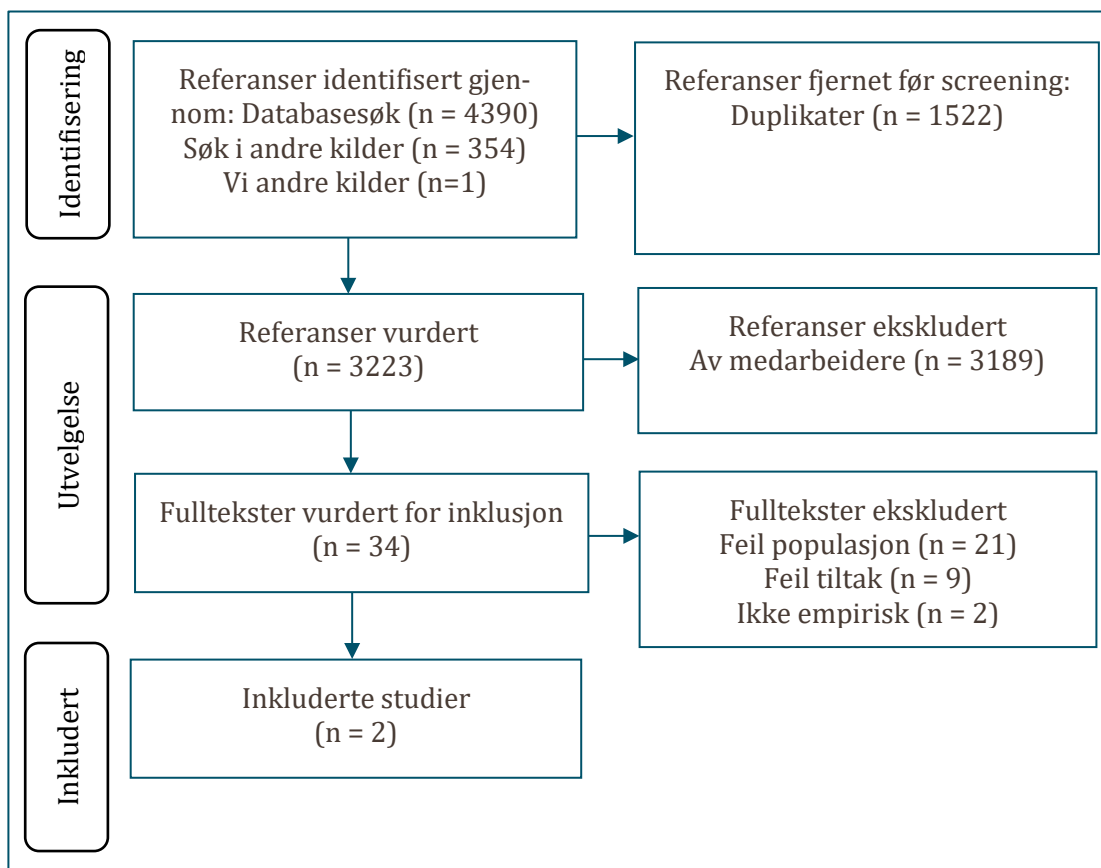 Identifisering
Referanser identifisert gjen-
nom: Databasesøk (n = 4390)
Søk i andre kilder (n = 354)
Vi andre kilder (n=1)
Referanser fjernet før screening:
Duplikater (n = 1522)
Utvelgelse
Referanser vurdert
(n = 3223)
Referanser ekskludert
Av medarbeidere (n = 3189)
Fulltekster vurdert for inklusjon
(n = 34)
Fulltekster ekskludert
Feil populasjon (n = 21)
Feil tiltak (n = 9)
Ikke empirisk (n = 2)
Inkludert
Inkluderte studier
(n = 2)